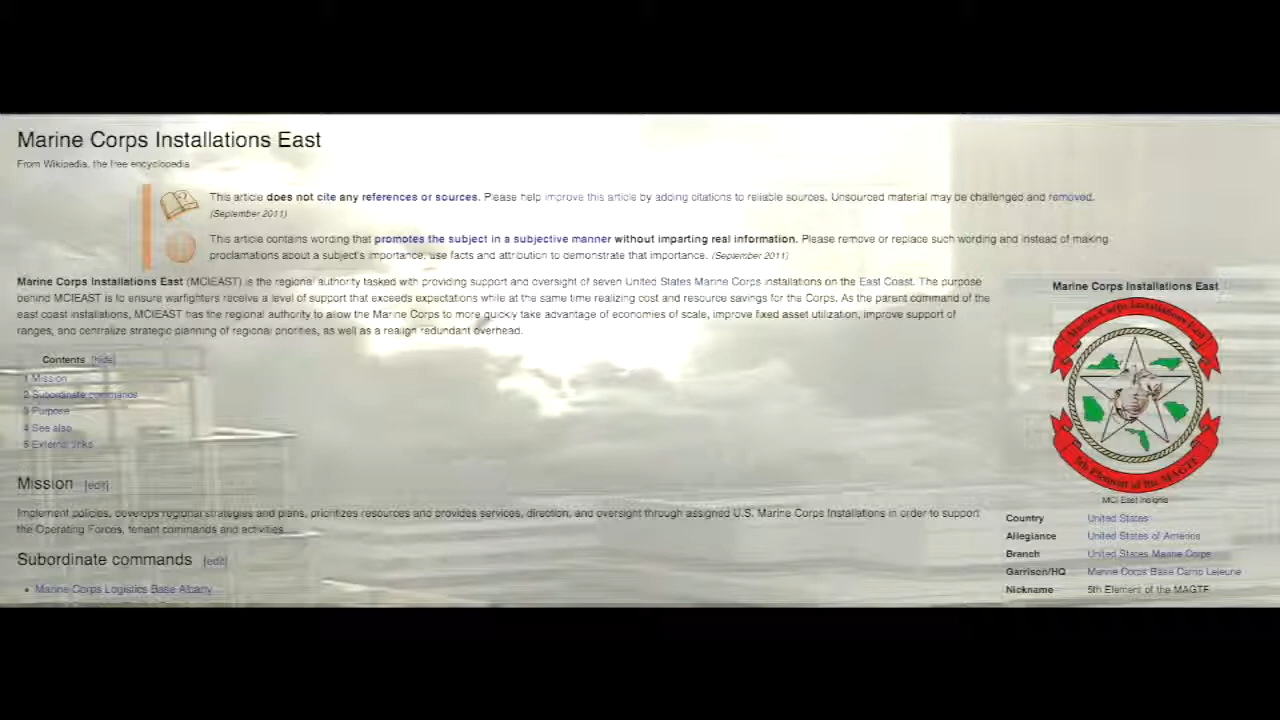 Marine Corps Installations East
From Wikipedia, the free encyclopedia
This article does not cite any references or sources. Please help improve this article by adding citations to reliable sources. Unsourced material may be challenged and removed.
(September 2011)
This article contains wording that promotes the subject in a subjective manner without imparting real information. Please remove or replace such wording and instead of making
proclamations about a subject's importance, use facts and attribution to demonstrate that importance. (September 2011)
Marine Corps Installations East (MCIEAST) is the regional authority tasked with providing support and oversight of seven United States Marine Corps installations on the East Coast. The purpose
behind MCIEAST is to ensure warfighters receive a level of support that exceeds expectations while at the same time realizing cost and resource savings for the Corps. As the parent command of the
east coast installations, MCIEAST has the regional authority to allow the Marine Corps to more quickly take advantage of economies of scale, improve fixed asset utilization, improve support of
ranges, and centralize strategic planning of regional priorities, as well as a realign redundant overhead.
Contents [hide]
1 Mission
2 Subordinate commands
3 Purpose
4 See also
5 External links
Mission [edit]
Implement policies, develops regional strategies and plans, prioritizes resources and provides services, direction, and oversight through assigned U.S. Marine Corps Installations in order to support
the Operating Forces, tenant commands and activities.
Subordinate commands [edit]
• Marine Corps Logistics Base Albany
Marine Corps Installations East
Marine Corps Installations East
5th Element of the MAGTF
MCI East Insignia
Country United States
Allegiance United States of America
Branch United States Marine Corps
Garrison/HQ Marine Corps Base Camp Lejeune
Nickname 5th Element of the MAGTF